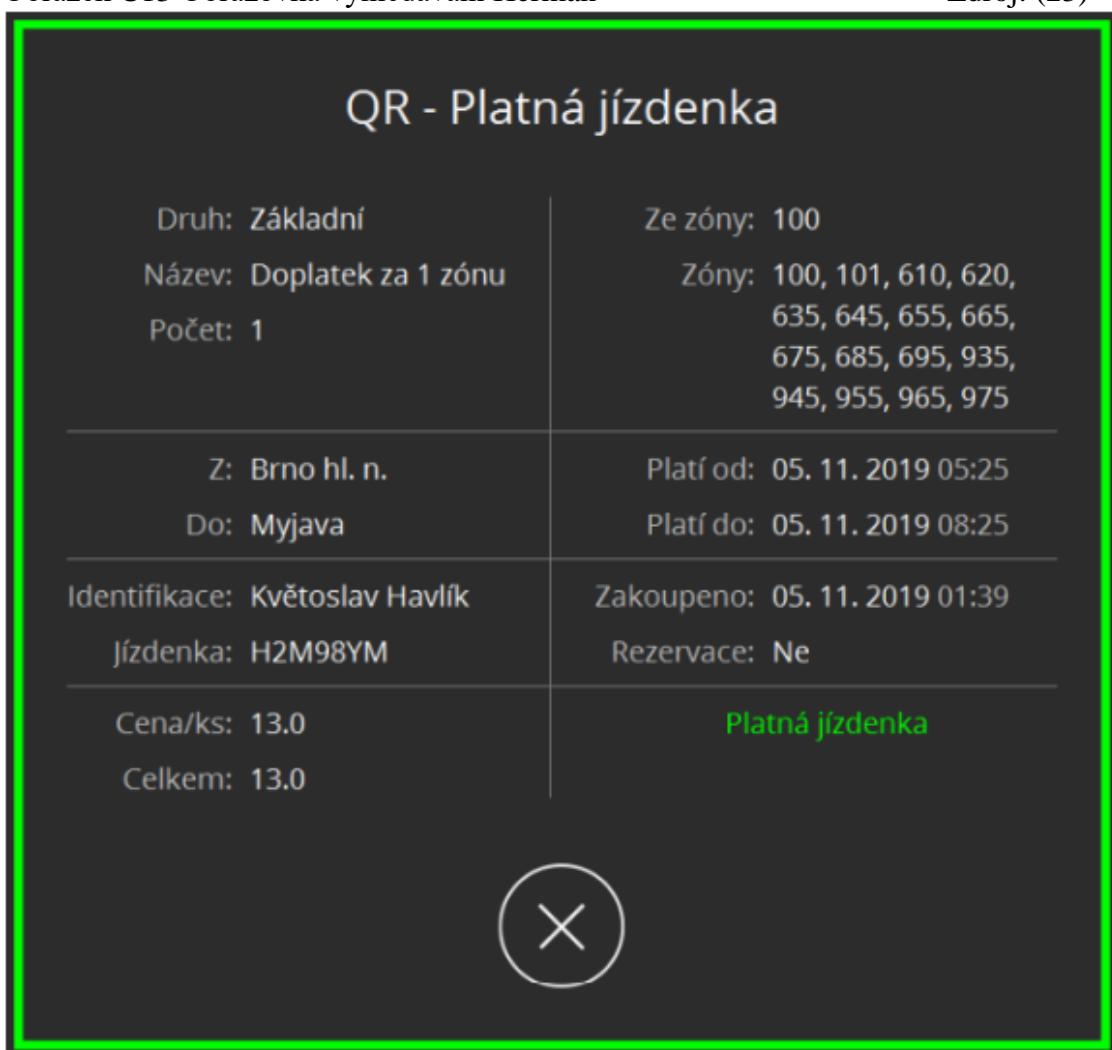 QR - Platná jízdenka
Druh: Základní
Název: Doplatek za 1 zónu
Počet: 1
Ze zóny: 100
Zóny: 100, 101, 610, 620,
635, 645, 655, 665,
675, 685, 695, 935,
945, 955, 965, 975
Z: Brno hl. n.
Do: Myjava
Platí od: 05. 11. 2019 05:25
Platí do: 05. 11. 2019 08:25
Identifikace: Květoslav Havlík
Jízdenka: H2M98YM
Zakoupeno: 05. 11. 2019 01:39
Rezervace: Ne
Cena/ks: 13.0
Celkem: 13.0
Platná jízdenka